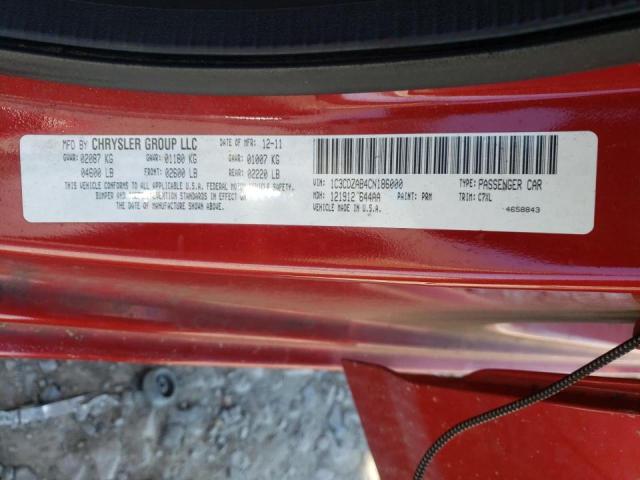 MFD BY CHRYSLER GROUP LLC DATE OF MFR: 12-11
GVWR: 02087 KG GAWR: 01180 KG GAWR: 01007 KG
04600 LB FRONT: 02600 LB REAR: 02220 LB
THIS VEHICLE CONFORMS TO ALL U.S.A. FEDERAL MOTOR VEHICLE SAFETY,
BUMPER AND THEFT PREVENTION STANDARDS IN EFFECT ON
THE DATE OF MANUFACTURE SHOWN ABOVE.
VIN: 1C3CDZAB4CN186000 TYPE: PASSENGER CAR
MDH: 121912 644AA PAINT: PRM TRIM: C7XL
VEHICLE MADE IN U.S.A. 4658843